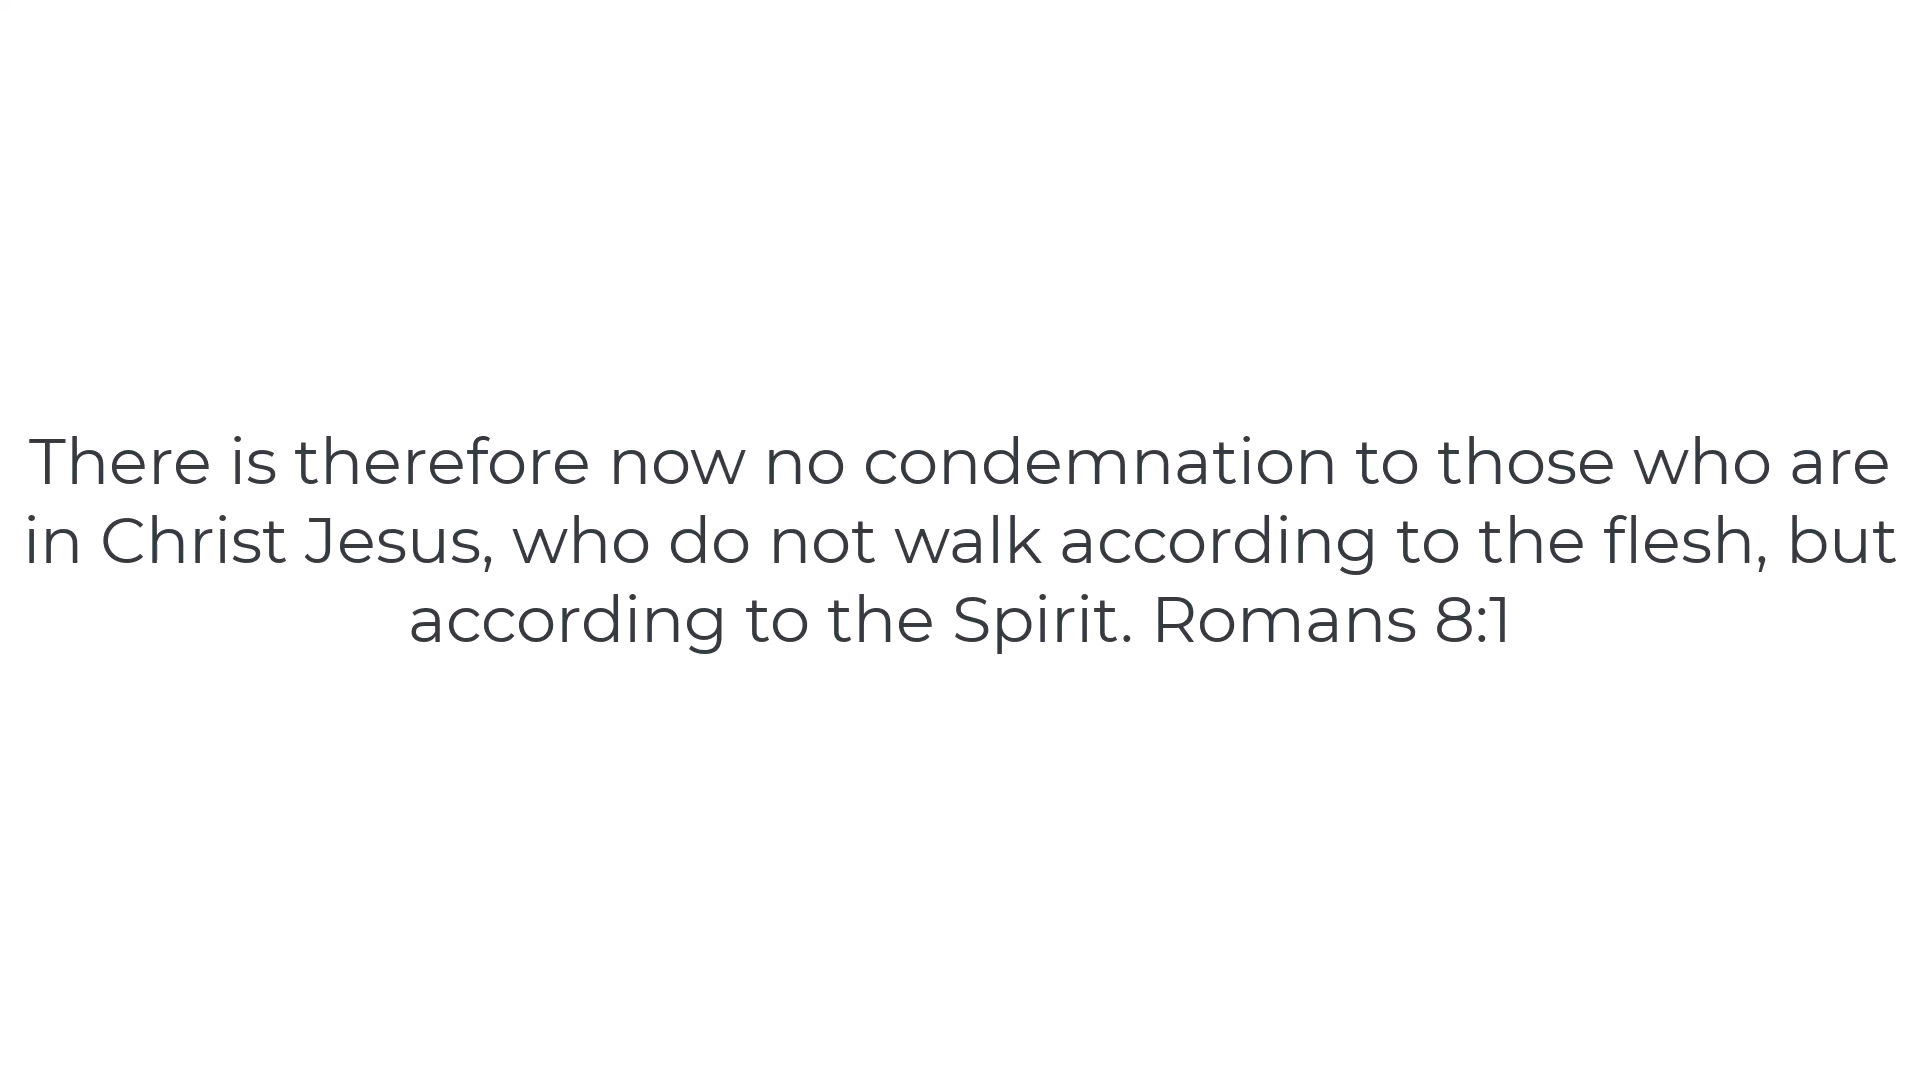 There is therefore now no condemnation to those who are
in Christ Jesus, who do not walk according to the flesh, but
according to the Spirit. Romans 8:1